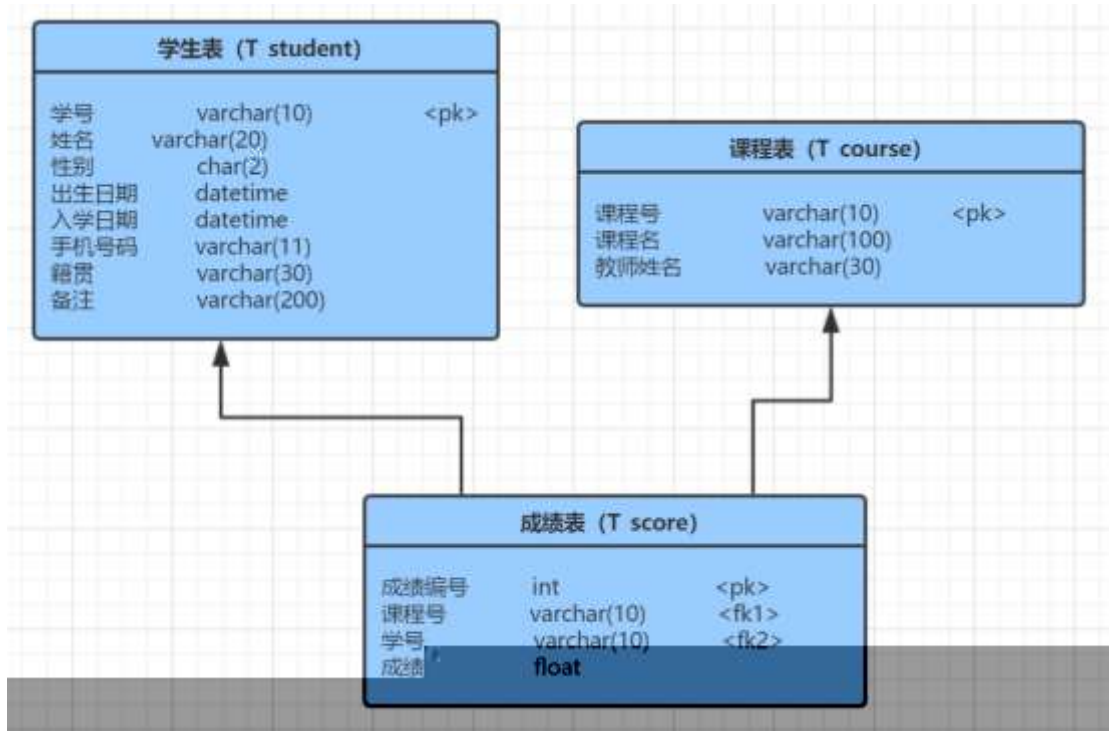 学生表（T student）
学号 varchar(10) <pk>
姓名 varchar(20)
性别 char(2)
出生日期 datetime
入学日期 datetime
手机号码 varchar(11)
籍贯 varchar(30)
备注 varchar(200)
课程表（T course）
课程号 varchar(10) <pk>
课程名 varchar(100)
教师姓名 varchar(30)
成绩表（T score）
成绩编号 int <pk>
课程号 varchar(10) <fk1>
学号 varchar(10) <fk2>
成绩 float